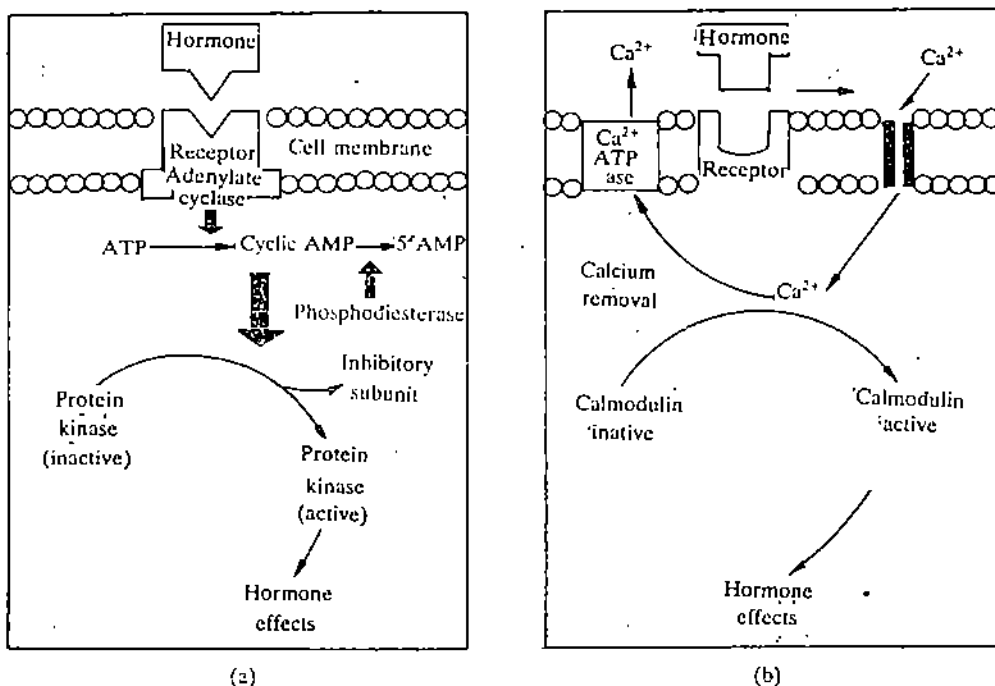 Hormone
Receptor
Adenylate
cyclase
Cell membrane
ATP
Cyclic AMP
5' AMP
Phosphodiesterase
Inhibitory
subunit
Protein
kinase
(inactive)
Protein
kinase
(active)
Hormone
effects
(a)
Ca2+
Hormone
Ca2+
Ca2+
ATP
ase
Receptor
Calcium
removal
Ca2+
Calmodulin
inative
Calmodulin
active
Hormone
effects
(b)